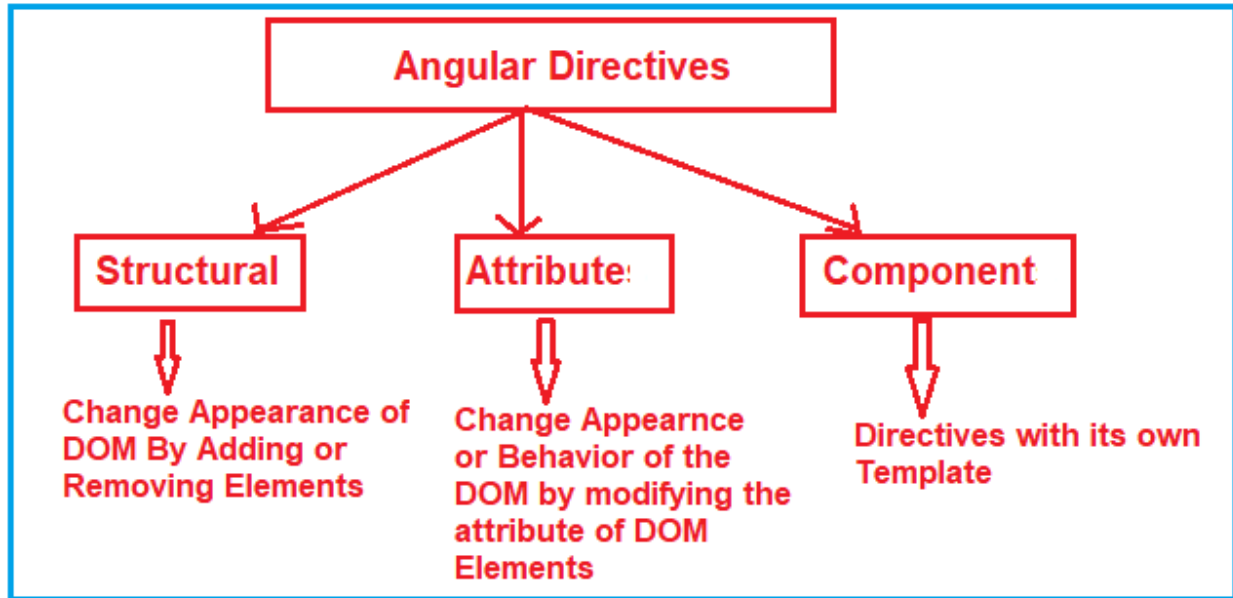 Angular Directives
Structural
Attributes
Component
Change Appearance of
DOM By Adding or
Removing Elements
Change Appearnce
or Behavior of the
DOM by modifying the
attribute of DOM
Elements
Directives with its own
Template